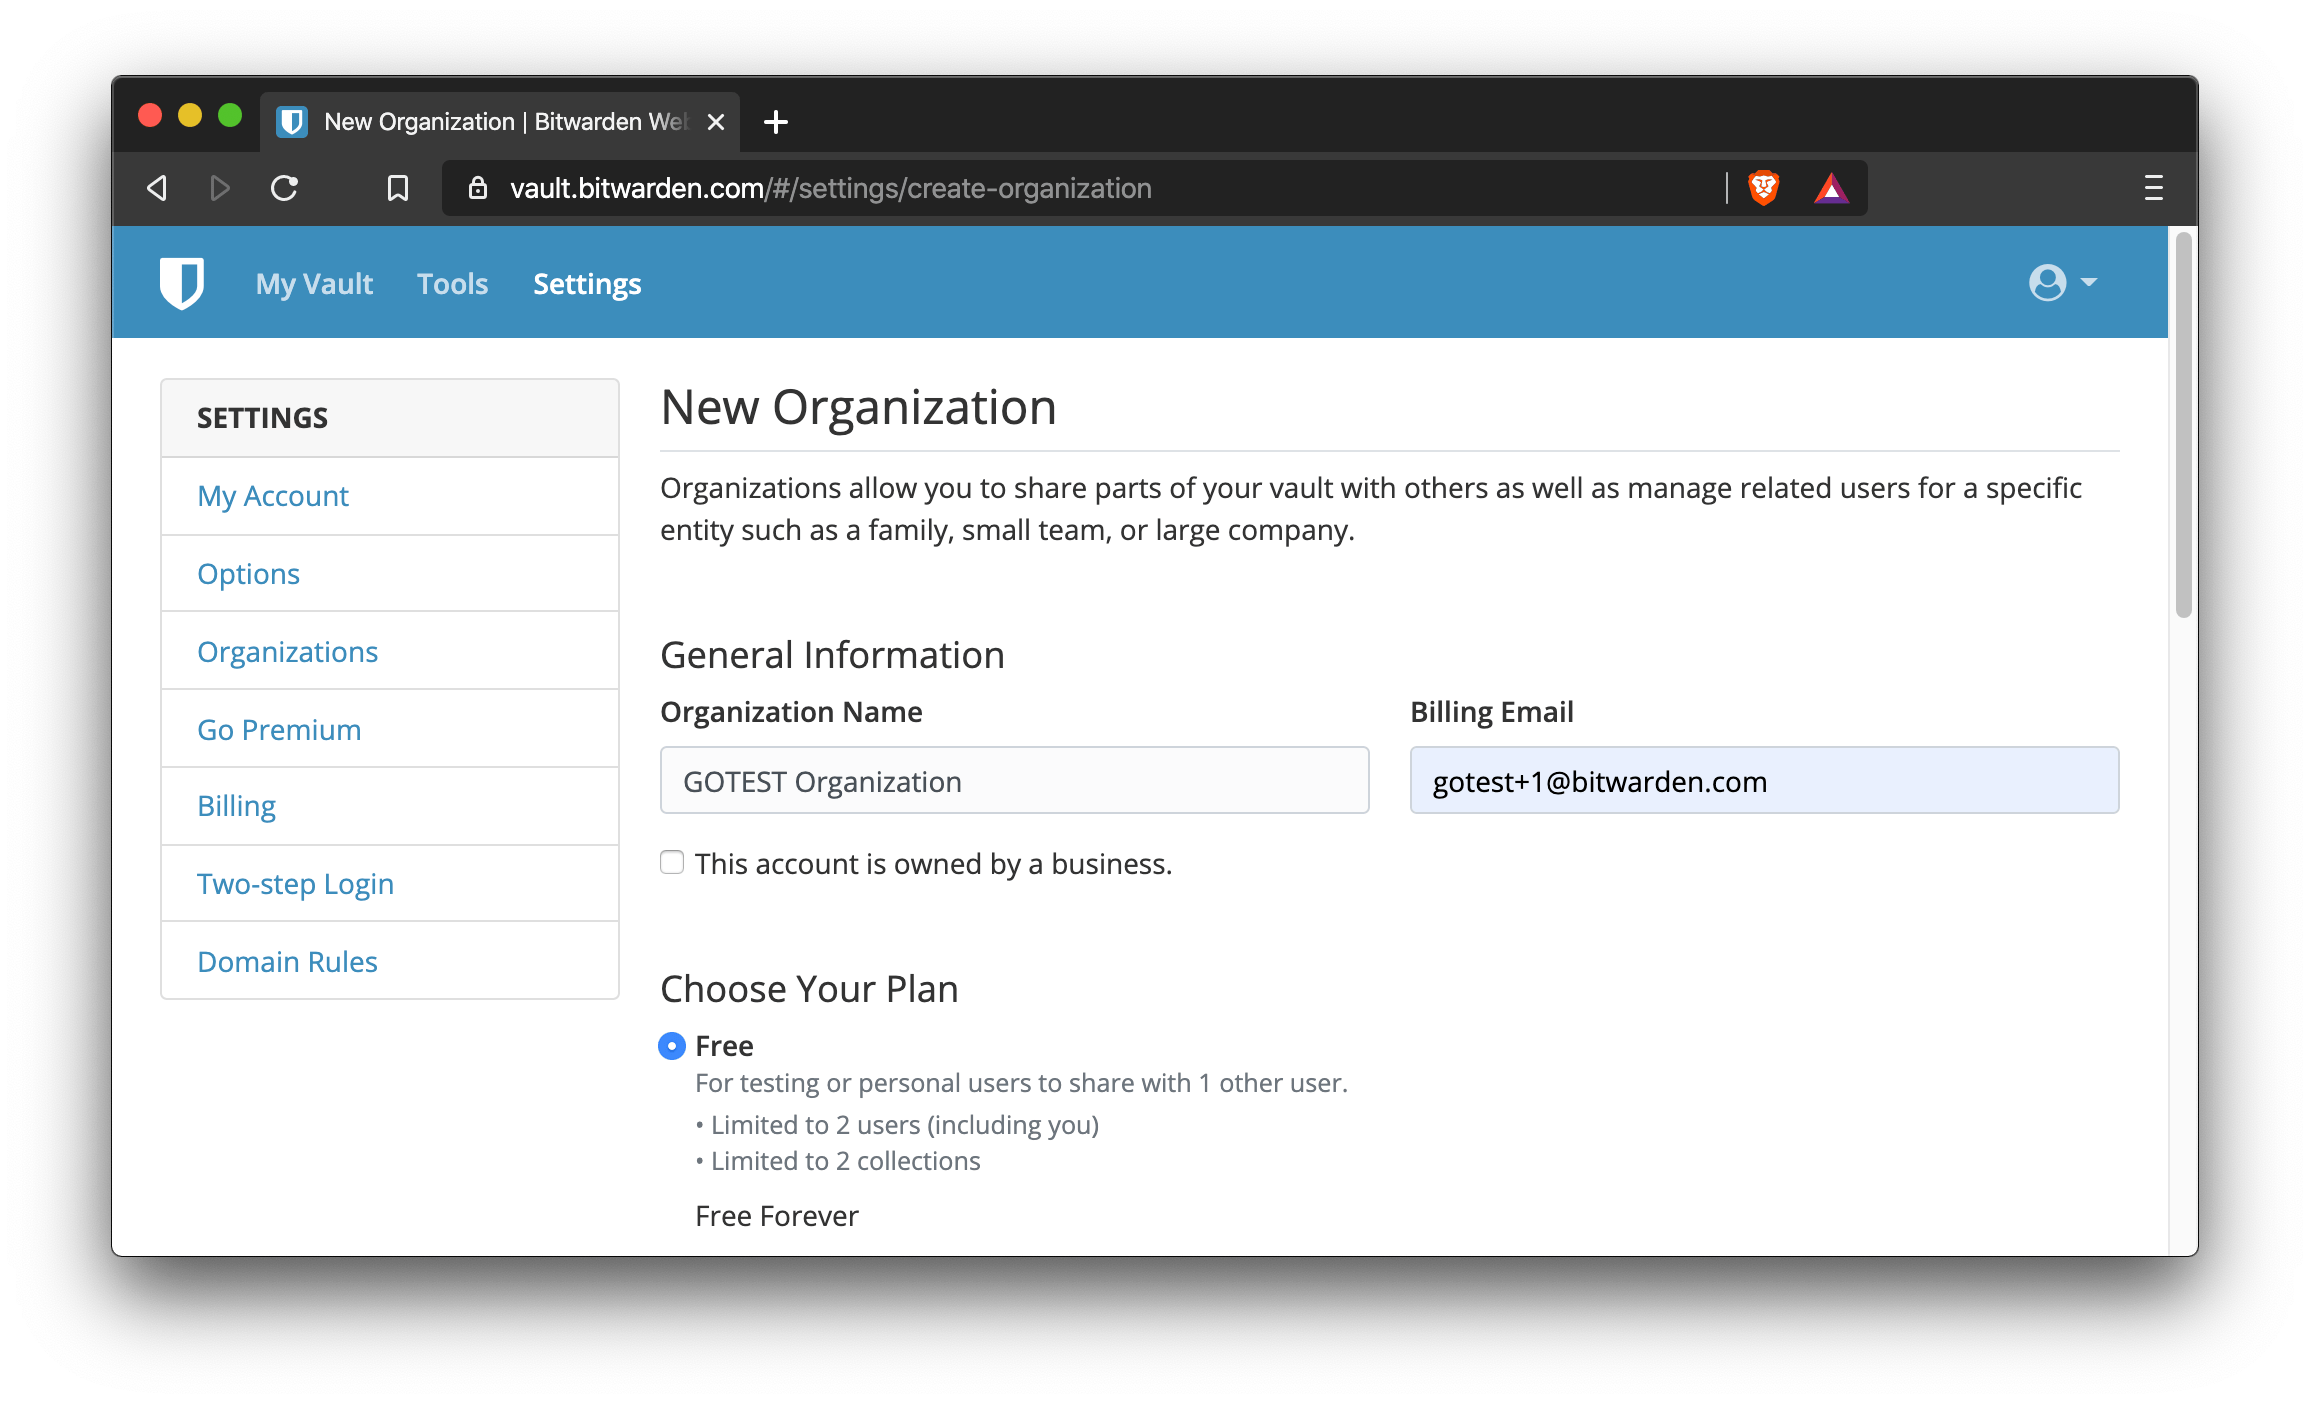 New Organization | Bitwarden Web
vault.bitwarden.com/#/settings/create-organization
My Vault
Tools
Settings
SETTINGS
My Account
Options
Organizations
Go Premium
Billing
Two-step Login
Domain Rules
New Organization
Organizations allow you to share parts of your vault with others as well as manage related users for a specific
entity such as a family, small team, or large company.
General Information
Organization Name
Billing Email
GOTEST Organization
gotest+1@bitwarden.com
This account is owned by a business.
Choose Your Plan
Free
For testing or personal users to share with 1 other user.
• Limited to 2 users (including you)
• Limited to 2 collections
Free Forever